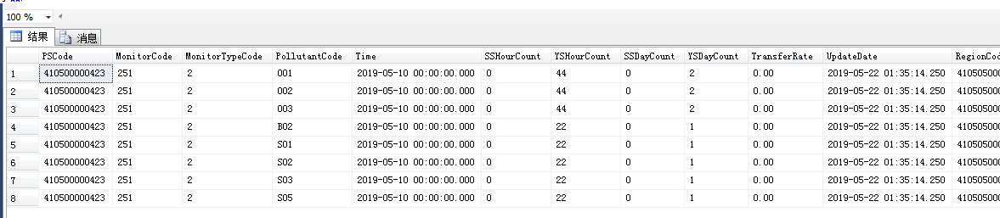 100 %
结果 消息
PSCode MonitorCode MonitorTypeCode PollutantCode Time SSHourCount YSHourCount SSDayCount YSDayCount TransferRate UpdateDate RegionCod
1 410500000423 251 2 001 2019-05-10 00:00:00.000 0 44 0 2 0.00 2019-05-22 01:35:14.250 41050500
2 410500000423 251 2 002 2019-05-10 00:00:00.000 0 44 0 2 0.00 2019-05-22 01:35:14.250 41050500
3 410500000423 251 2 003 2019-05-10 00:00:00.000 0 44 0 2 0.00 2019-05-22 01:35:14.250 41050500
4 410500000423 251 2 B02 2019-05-10 00:00:00.000 0 22 0 1 0.00 2019-05-22 01:35:14.250 41050500
5 410500000423 251 2 S01 2019-05-10 00:00:00.000 0 22 0 1 0.00 2019-05-22 01:35:14.250 41050500
6 410500000423 251 2 S02 2019-05-10 00:00:00.000 0 22 0 1 0.00 2019-05-22 01:35:14.250 41050500
7 410500000423 251 2 S03 2019-05-10 00:00:00.000 0 22 0 1 0.00 2019-05-22 01:35:14.250 41050500
8 410500000423 251 2 S05 2019-05-10 00:00:00.000 0 22 0 1 0.00 2019-05-22 01:35:14.250 41050500